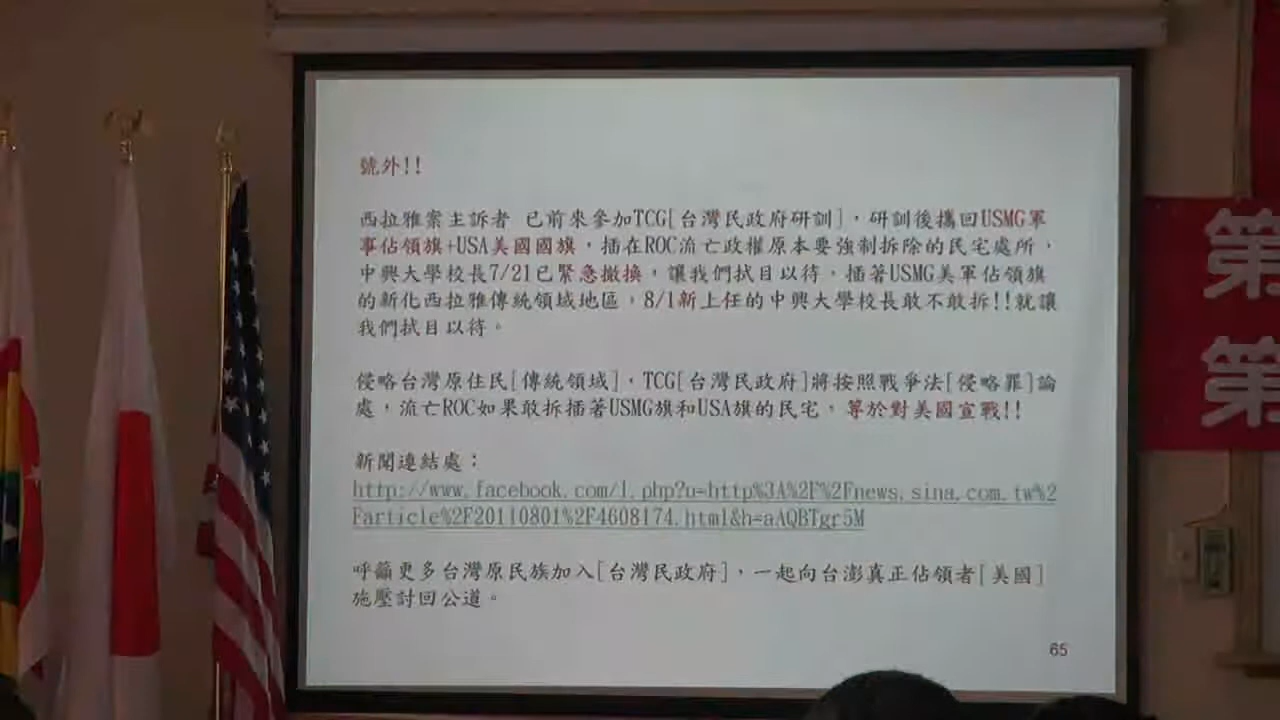 號外!!
西拉雅案主訴者 已前來參加TCG[台灣民政府研訓]，研訓後攜回USMG軍
事佔領旗+USA美國國旗，插在ROC流亡政權原本要強制拆除的民宅處所，
中興大學校長7/21已緊急撤換，讓我們拭目以待，插著USMG美軍佔領旗
的新化西拉雅傳統領域地區，8/1新上任的中興大學校長敢不敢拆!!就讓
我們拭目以待。
侵略台灣原住民[傳統領域]，TCG[台灣民政府]將按照戰爭法[侵略罪]論
處，流亡ROC如果敢拆插著USMG旗和USA旗的民宅，等於對美國宣戰!!
新聞連結處：
http://www.facebook.com/l.php?u=http%3A%2F%2Fnews.sina.com.tw%2
Farticle%2F20110801%2F4608174.html&h=aAQBTgr5M
呼籲更多台灣原民族加入[台灣民政府]，一起向台澎真正佔領者[美國]
施壓討回公道。
65
第
第